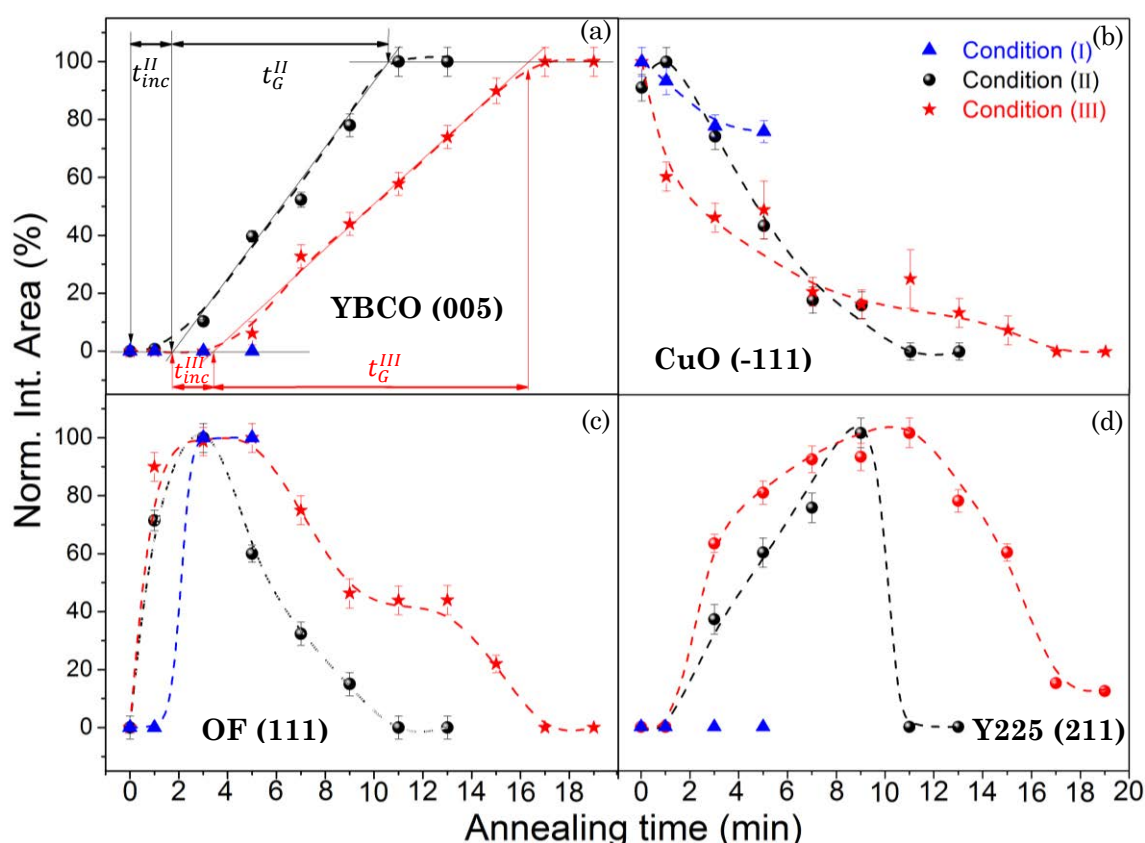 (a)
t_inc^II
t_G^II
100
80
60
40
20
0
YBCO (005)
t_inc^III
t_G^III
(b)
Condition (I)
Condition (II)
Condition (III)
CuO (-111)
Norm. Int. Area (%)
(c)
100
80
60
40
20
0
OF (111)
0 2 4 6 8 10 12 14 16 18
(d)
Y225 (211)
0 2 4 6 8 10 12 14 16 18 20
Annealing time (min)